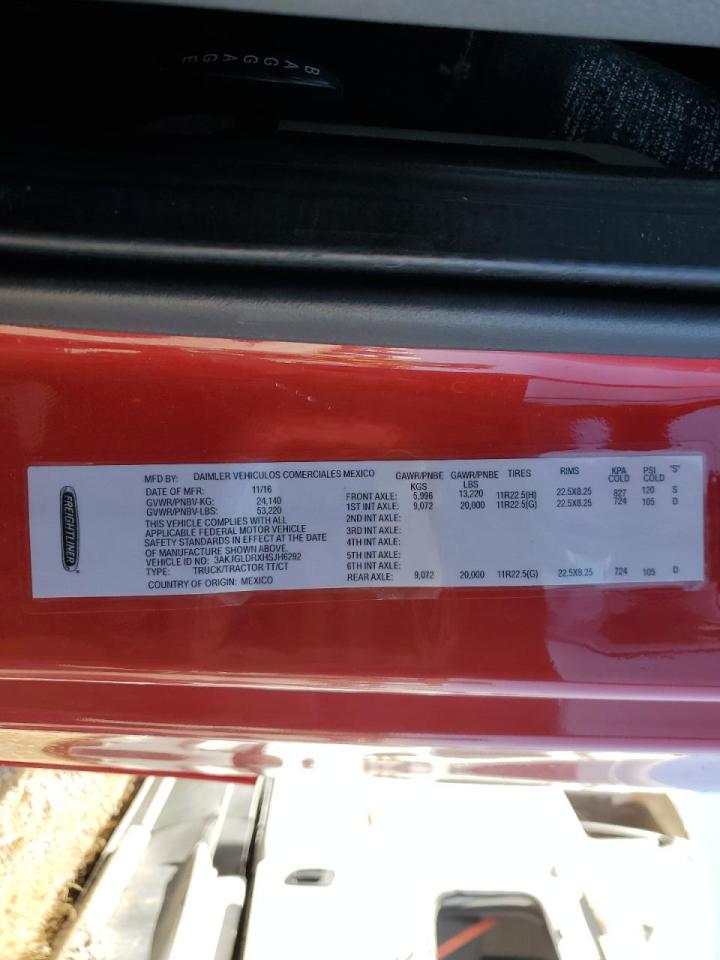 BAGGAGE
FREIGHTLINER
MFD BY: DAIMLER VEHICULOS COMERCIALES MEXICO
DATE OF MFR: 11/16
GVWR/PNBV-KG: 24,140
GVWR/PNBV-LBS: 53,220
THIS VEHICLE COMPLIES WITH ALL
APPLICABLE FEDERAL MOTOR VEHICLE
SAFETY STANDARDS IN EFFECT AT THE DATE
OF MANUFACTURE SHOWN ABOVE.
VEHICLE ID NO: 3AKJGLDRXHSJH6292
TYPE: TRUCK/TRACTOR TT/CT
COUNTRY OF ORIGIN: MEXICO
GAWR/PNBE GAWR/PNBE TIRES RIMS KPA PSI "S"
KGS LBS COLD COLD
FRONT AXLE: 5,996 13,220 11R22.5(H) 22.5X8.25 827 120 S
1ST INT AXLE: 9,072 20,000 11R22.5(G) 22.5X8.25 724 105 D
2ND INT AXLE:
3RD INT AXLE:
4TH INT AXLE:
5TH INT AXLE:
6TH INT AXLE:
REAR AXLE: 9,072 20,000 11R22.5(G) 22.5X8.25 724 105 D